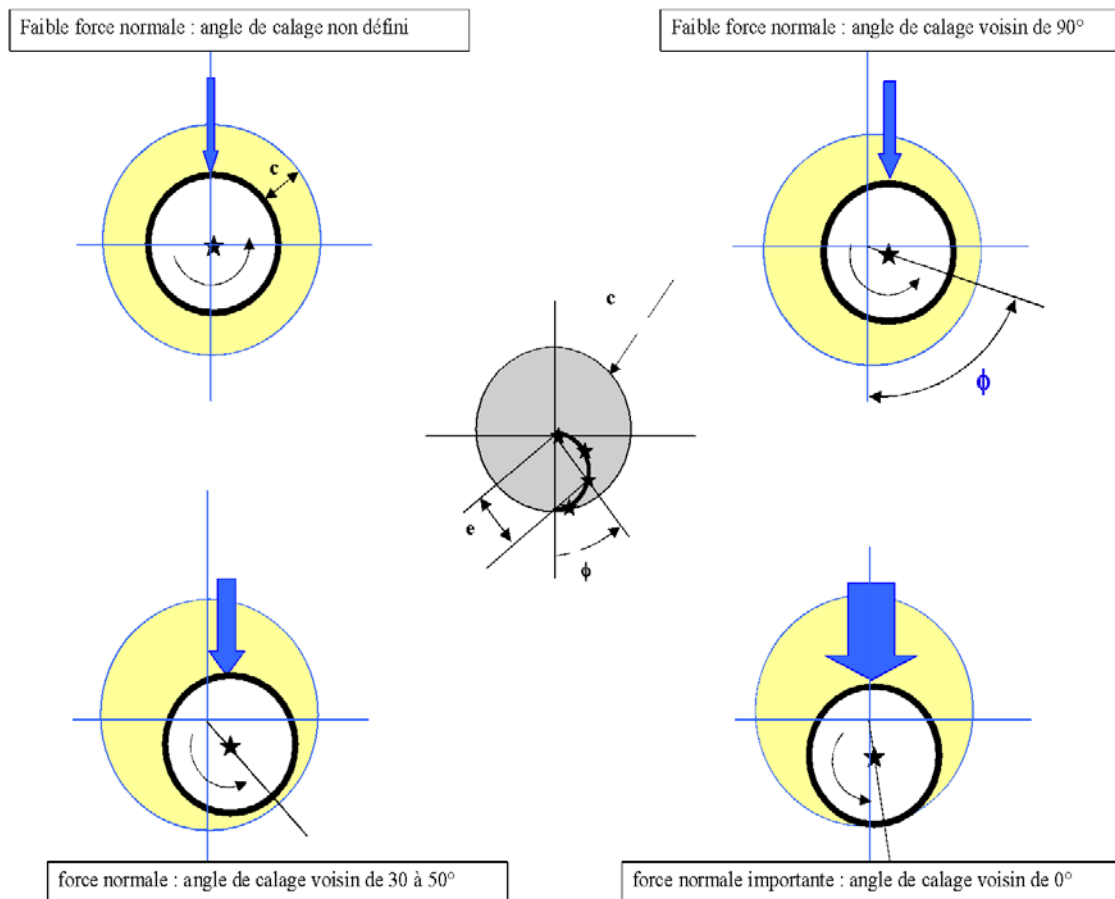 Faible force normale : angle de calage non défini
Faible force normale : angle de calage voisin de 90°
c
c
ϕ
e
ϕ
force normale : angle de calage voisin de 30 à 50°
force normale importante : angle de calage voisin de 0°